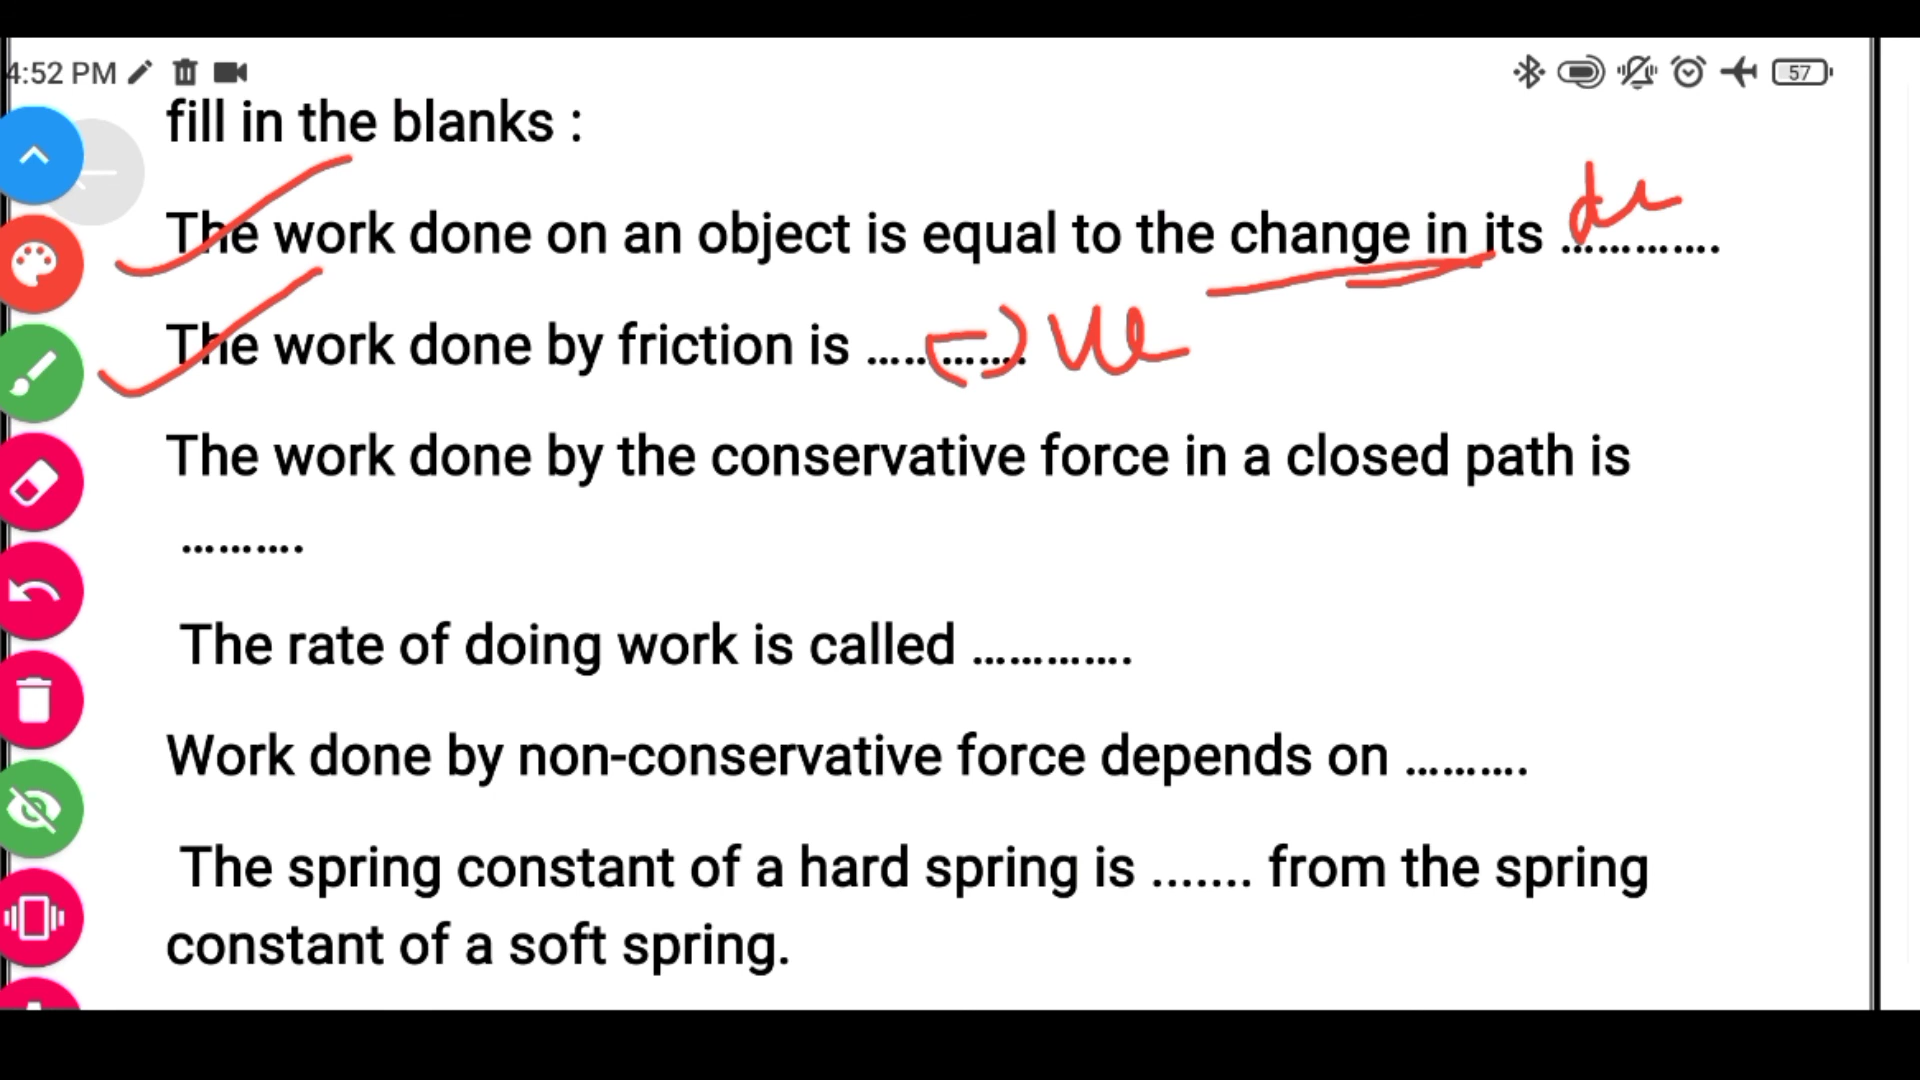 4:52 PM
57
fill in the blanks :
The work done on an object is equal to the change in its ………….
The work done by friction is …………. (-) ve
The work done by the conservative force in a closed path is
……….
The rate of doing work is called ………….
Work done by non-conservative force depends on ……….
The spring constant of a hard spring is ....... from the spring
constant of a soft spring.